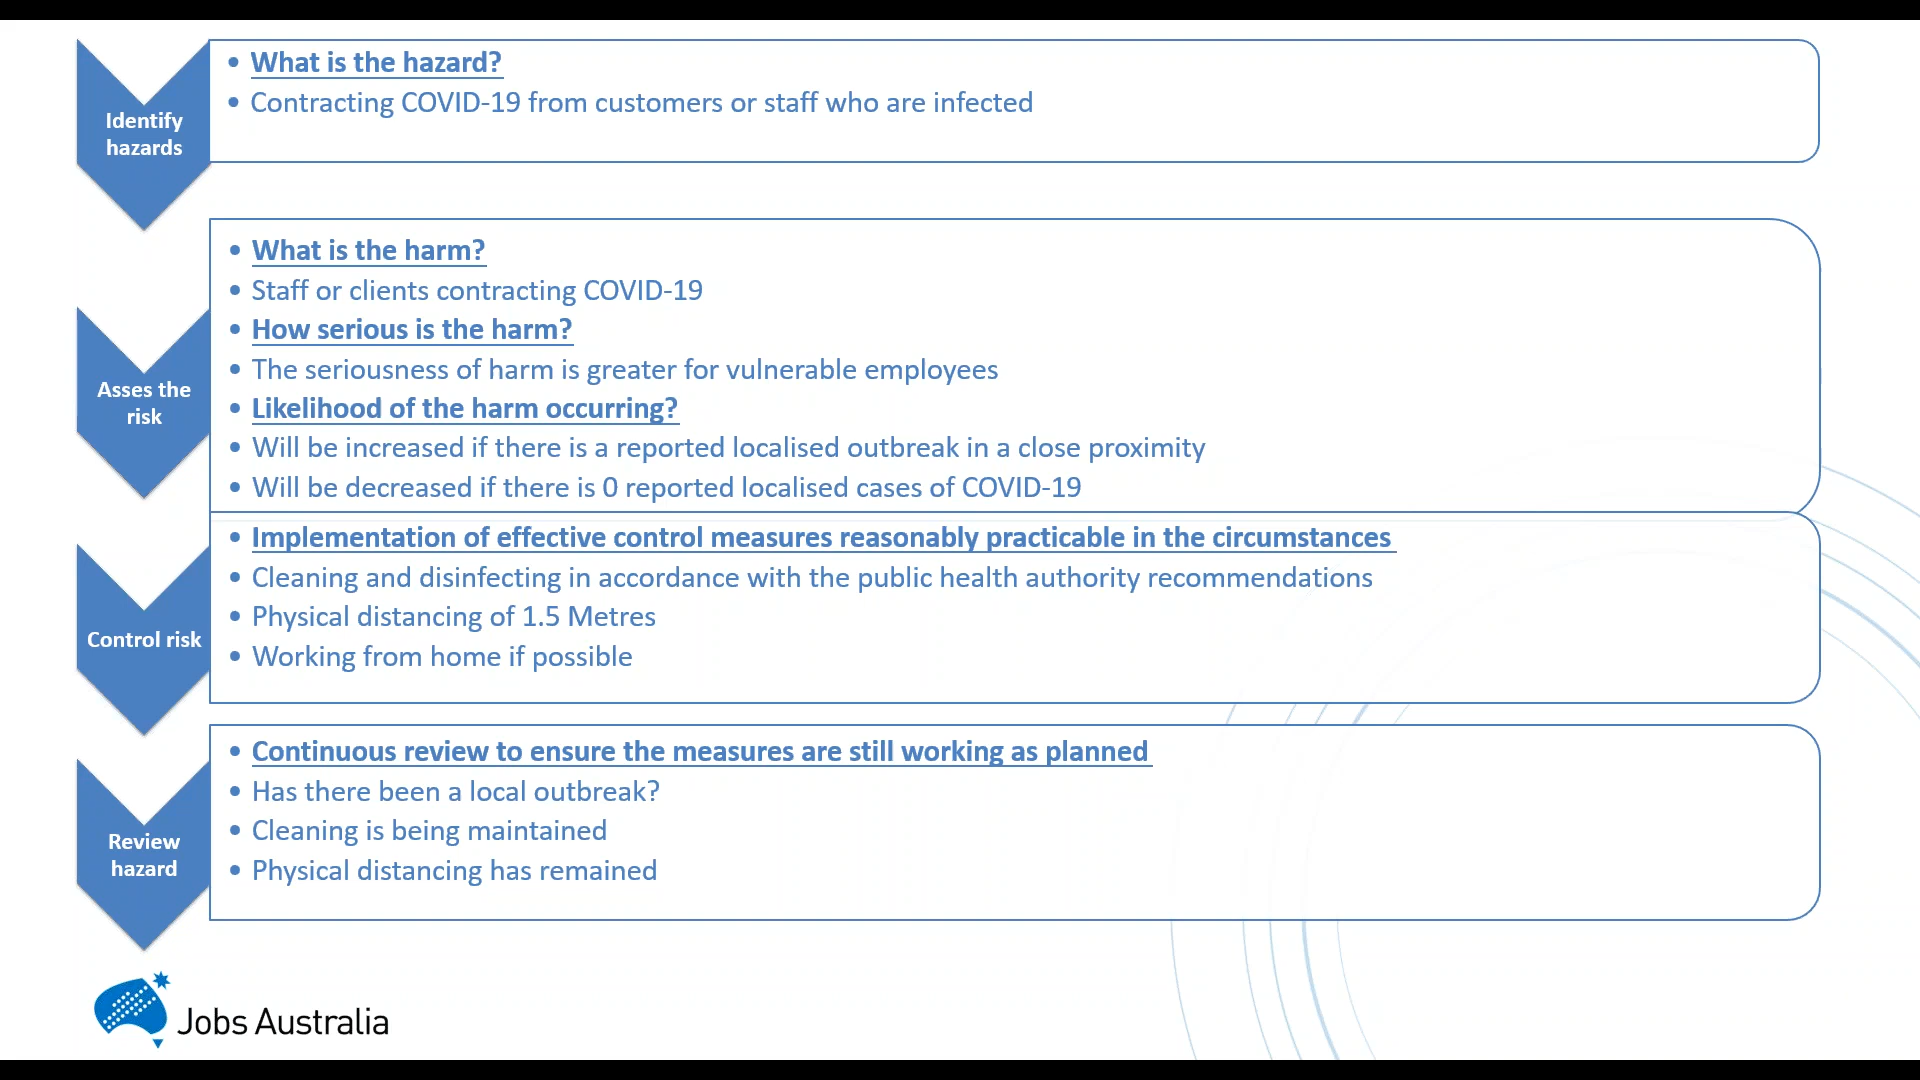 Identify
hazards
• What is the hazard?
• Contracting COVID-19 from customers or staff who are infected
Asses the
risk
• What is the harm?
• Staff or clients contracting COVID-19
• How serious is the harm?
• The seriousness of harm is greater for vulnerable employees
• Likelihood of the harm occurring?
• Will be increased if there is a reported localised outbreak in a close proximity
• Will be decreased if there is 0 reported localised cases of COVID-19
Control risk
• Implementation of effective control measures reasonably practicable in the circumstances
• Cleaning and disinfecting in accordance with the public health authority recommendations
• Physical distancing of 1.5 Metres
• Working from home if possible
Review
hazard
• Continuous review to ensure the measures are still working as planned
• Has there been a local outbreak?
• Cleaning is being maintained
• Physical distancing has remained
Jobs Australia